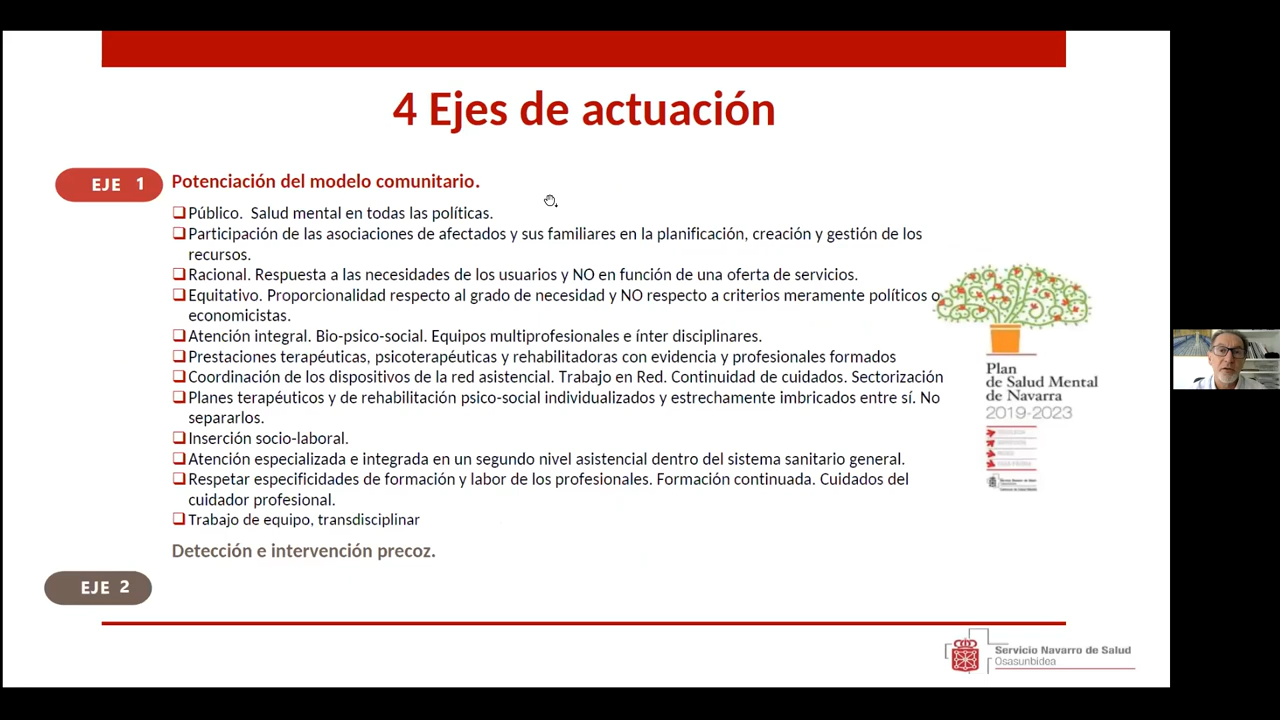 4 Ejes de actuación
EJE 1
Potenciación del modelo comunitario.
Público. Salud mental en todas las políticas.
Participación de las asociaciones de afectados y sus familiares en la planificación, creación y gestión de los
recursos.
Racional. Respuesta a las necesidades de los usuarios y NO en función de una oferta de servicios.
Equitativo. Proporcionalidad respecto al grado de necesidad y NO respecto a criterios meramente políticos o
economicistas.
Atención integral. Bio-psico-social. Equipos multiprofesionales e ínter disciplinares.
Prestaciones terapéuticas, psicoterapéuticas y rehabilitadoras con evidencia y profesionales formados
Coordinación de los dispositivos de la red asistencial. Trabajo en Red. Continuidad de cuidados. Sectorización
Planes terapéuticos y de rehabilitación psico-social individualizados y estrechamente imbricados entre sí. No
separarlos.
Inserción socio-laboral.
Atención especializada e integrada en un segundo nivel asistencial dentro del sistema sanitario general.
Respetar especificidades de formación y labor de los profesionales. Formación continuada. Cuidados del
cuidador profesional.
Trabajo de equipo, transdisciplinar
Detección e intervención precoz.
EJE 2
Plan
de Salud Mental
de Navarra
2019-2023
Servicio Navarro de Salud
Osasunbidea